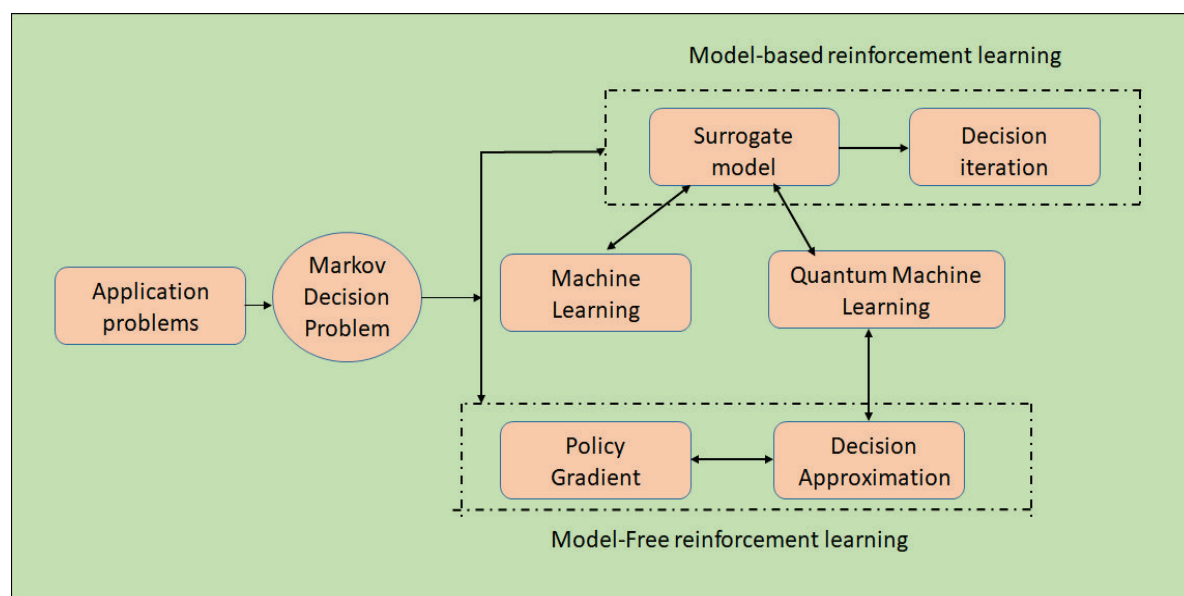 Model-based reinforcement learning
Surrogate
model
Decision
iteration
Application
problems
Markov
Decision
Problem
Machine
Learning
Quantum Machine
Learning
Policy
Gradient
Decision
Approximation
Model-Free reinforcement learning